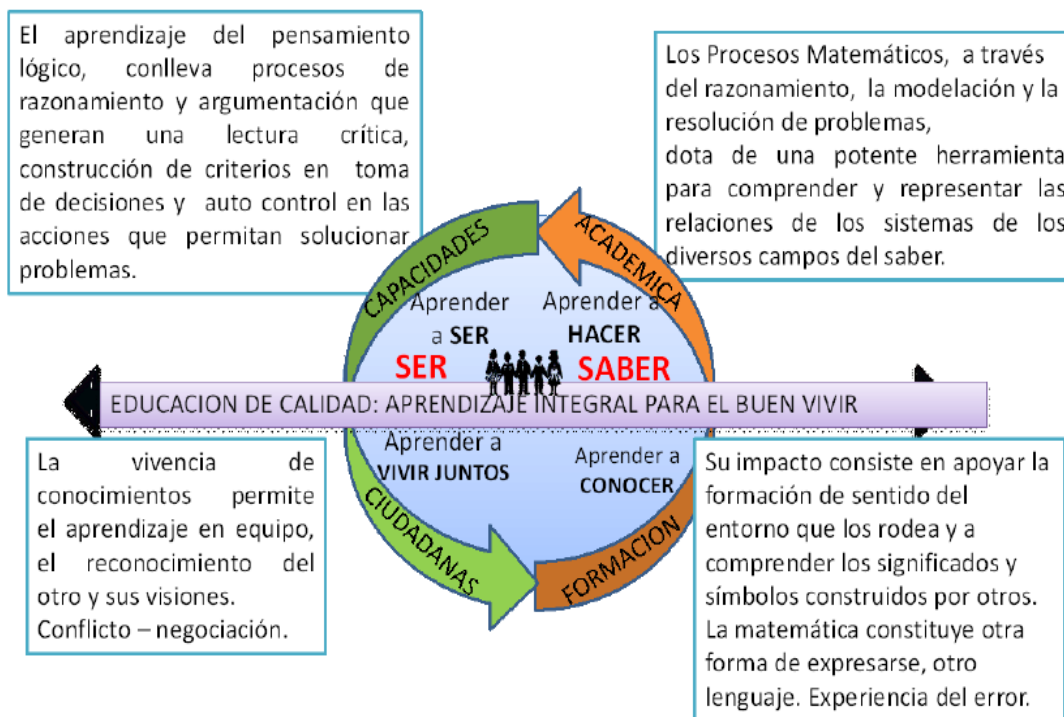 El aprendizaje del pensamiento
lógico, conlleva procesos de
razonamiento y argumentación que
generan una lectura crítica,
construcción de criterios en toma
de decisiones y auto control en las
acciones que permitan solucionar
problemas.
Los Procesos Matemáticos, a través
del razonamiento, la modelación y la
resolución de problemas,
dota de una potente herramienta
para comprender y representar las
relaciones de los sistemas de los
diversos campos del saber.
CAPACIDADES
ACADEMICA
Aprender
a SER
SER
Aprender a
HACER
SABER
EDUCACION DE CALIDAD: APRENDIZAJE INTEGRAL PARA EL BUEN VIVIR
Aprender a
VIVIR JUNTOS
Aprender a
CONOCER
CIUDADANAS
FORMACION
La vivencia de
conocimientos permite
el aprendizaje en equipo,
el reconocimiento del
otro y sus visiones.
Conflicto – negociación.
Su impacto consiste en apoyar la
formación de sentido del
entorno que los rodea y a
comprender los significados y
símbolos construidos por otros.
La matemática constituye otra
forma de expresarse, otro
lenguaje. Experiencia del error.